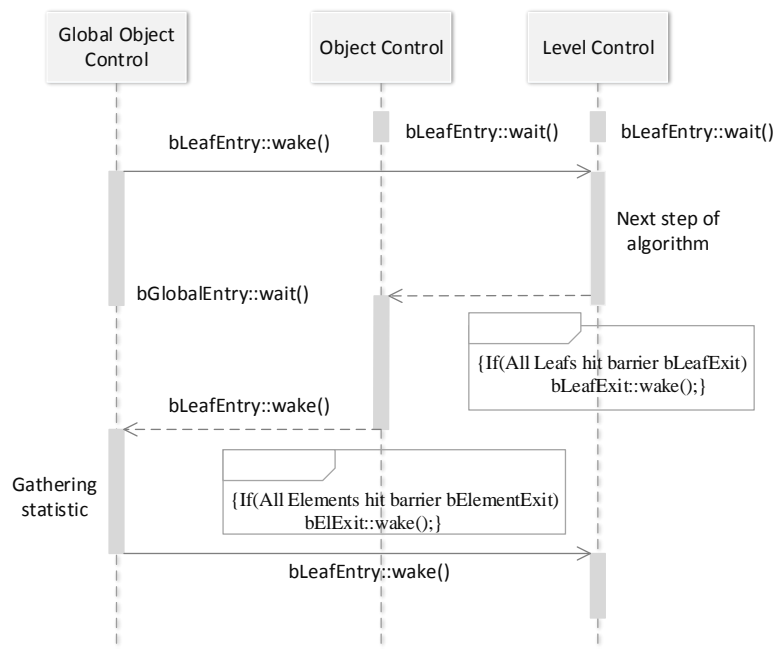 Global Object
Control
Object Control
Level Control
bLeafEntry::wait()
bLeafEntry::wait()
bLeafEntry::wake()
Next step of
algorithm
bGlobalEntry::wait()
{If(All Leafs hit barrier bLeafExit)
bLeafExit::wake();}
bLeafEntry::wake()
Gathering
statistic
{If(All Elements hit barrier bElementExit)
bElExit::wake();}
bLeafEntry::wake()